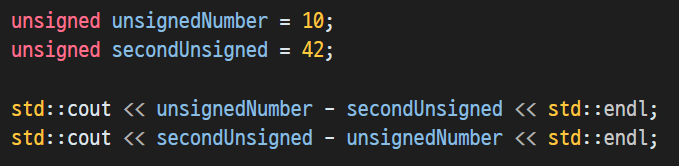 unsigned unsignedNumber = 10;
unsigned secondUnsigned = 42;
std::cout << unsignedNumber - secondUnsigned << std::endl;
std::cout << secondUnsigned - unsignedNumber << std::endl;